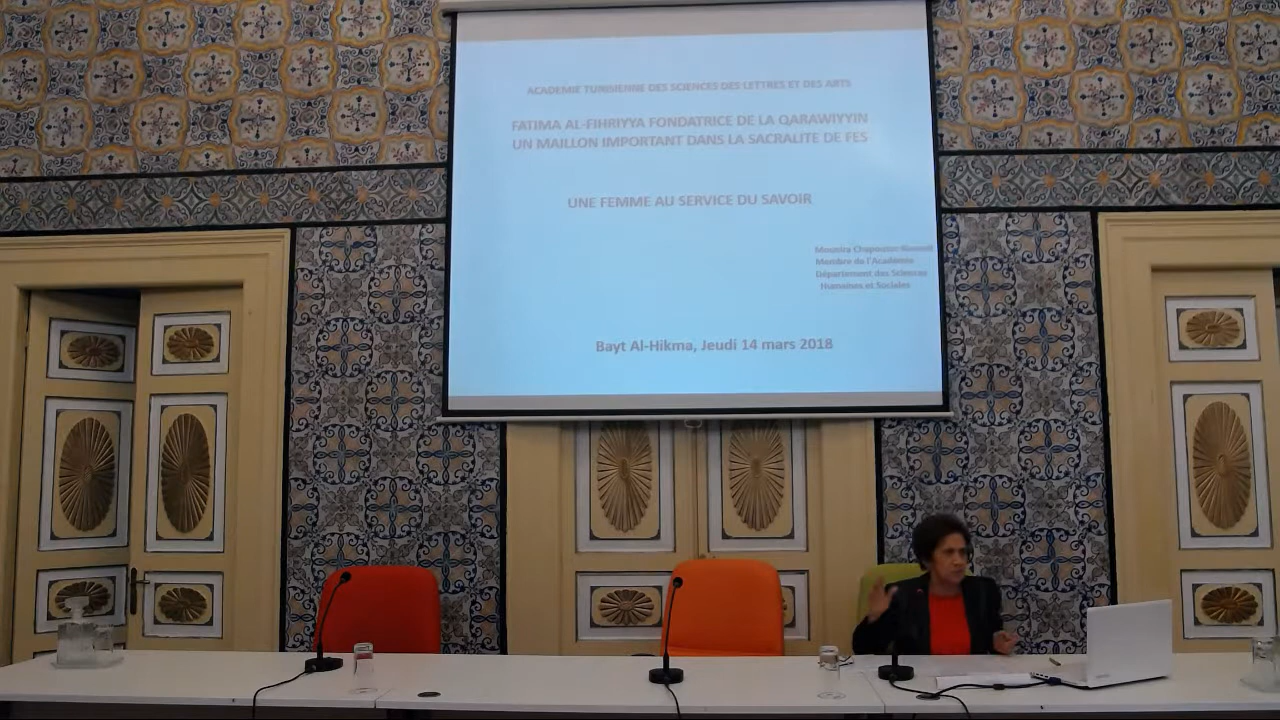 ACADEMIE TUNISIENNE DES SCIENCES DES LETTRES ET DES ARTS
FATIMA AL-FIHRIYYA FONDATRICE DE LA QARAWIYYIN
UN MAILLON IMPORTANT DANS LA SACRALITE DE FES
UNE FEMME AU SERVICE DU SAVOIR
Mounira
Membre de l'Académie
Département des Sciences
Humaines et Sociales
Bayt Al-Hikma, Jeudi 14 mars 2018